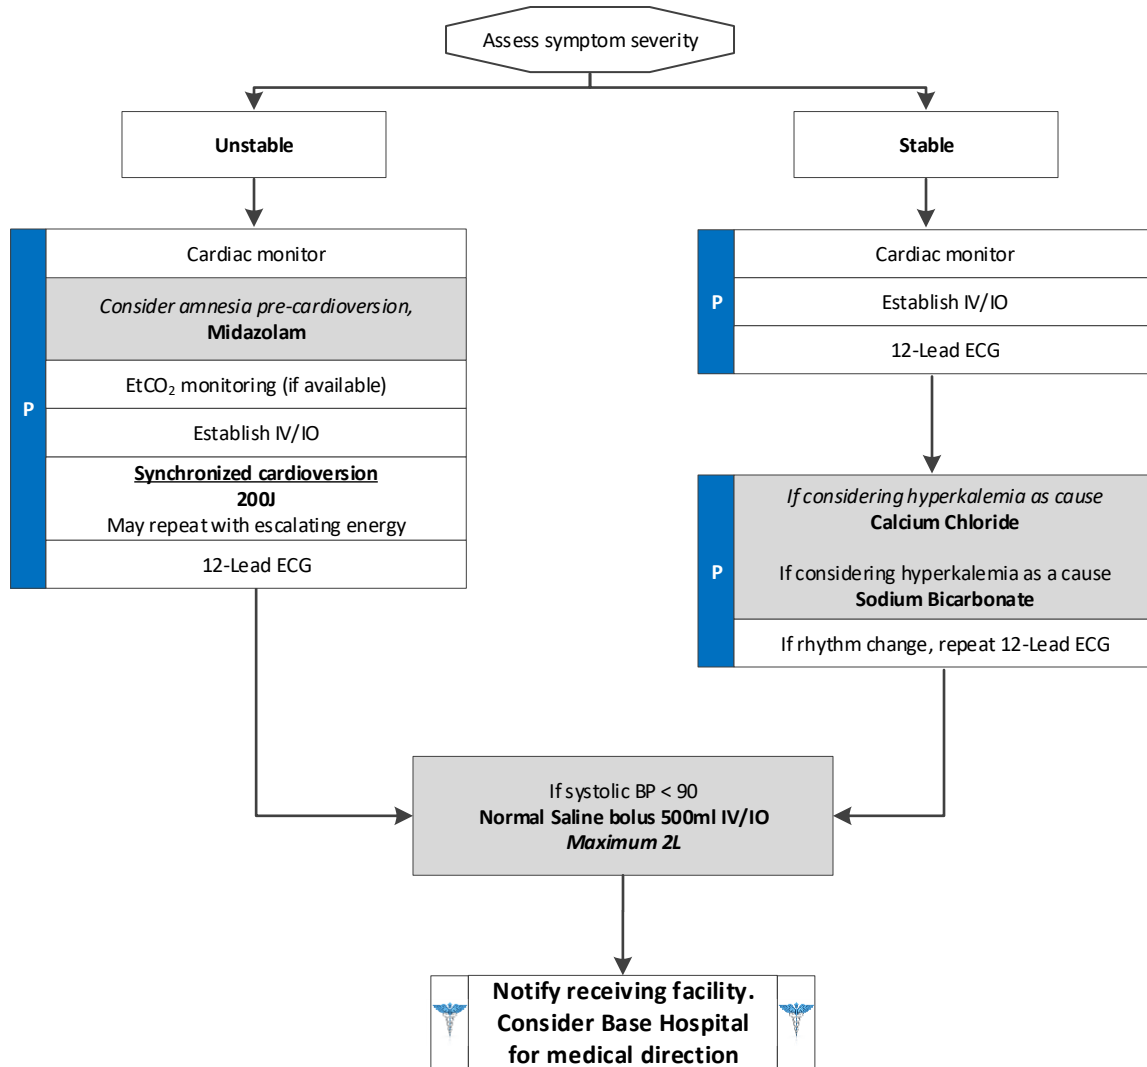 Assess symptom severity
Unstable
Stable
P
Cardiac monitor
Consider amnesia pre-cardioversion,
Midazolam
EtCO₂ monitoring (if available)
Establish IV/IO
Synchronized cardioversion
200J
May repeat with escalating energy
12-Lead ECG
P
Cardiac monitor
Establish IV/IO
12-Lead ECG
P
If considering hyperkalemia as cause
Calcium Chloride
If considering hyperkalemia as a cause
Sodium Bicarbonate
If rhythm change, repeat 12-Lead ECG
If systolic BP < 90
Normal Saline bolus 500ml IV/IO
Maximum 2L
Notify receiving facility.
Consider Base Hospital
for medical direction